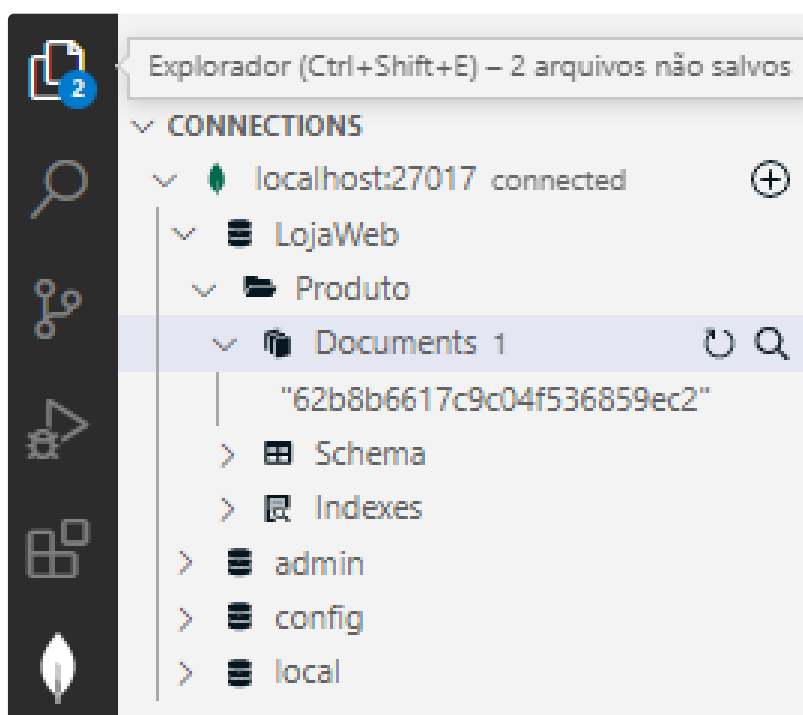 Explorador (Ctrl+Shift+E) – 2 arquivos não salvos
2
CONNECTIONS
localhost:27017 connected
LojaWeb
Produto
Documents 1
"62b8b6617c9c04f536859ec2"
Schema
Indexes
admin
config
local